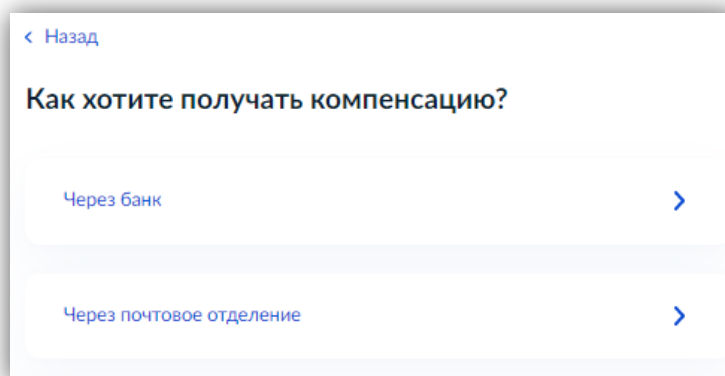 Назад
Как хотите получать компенсацию?
Через банк
Через почтовое отделение